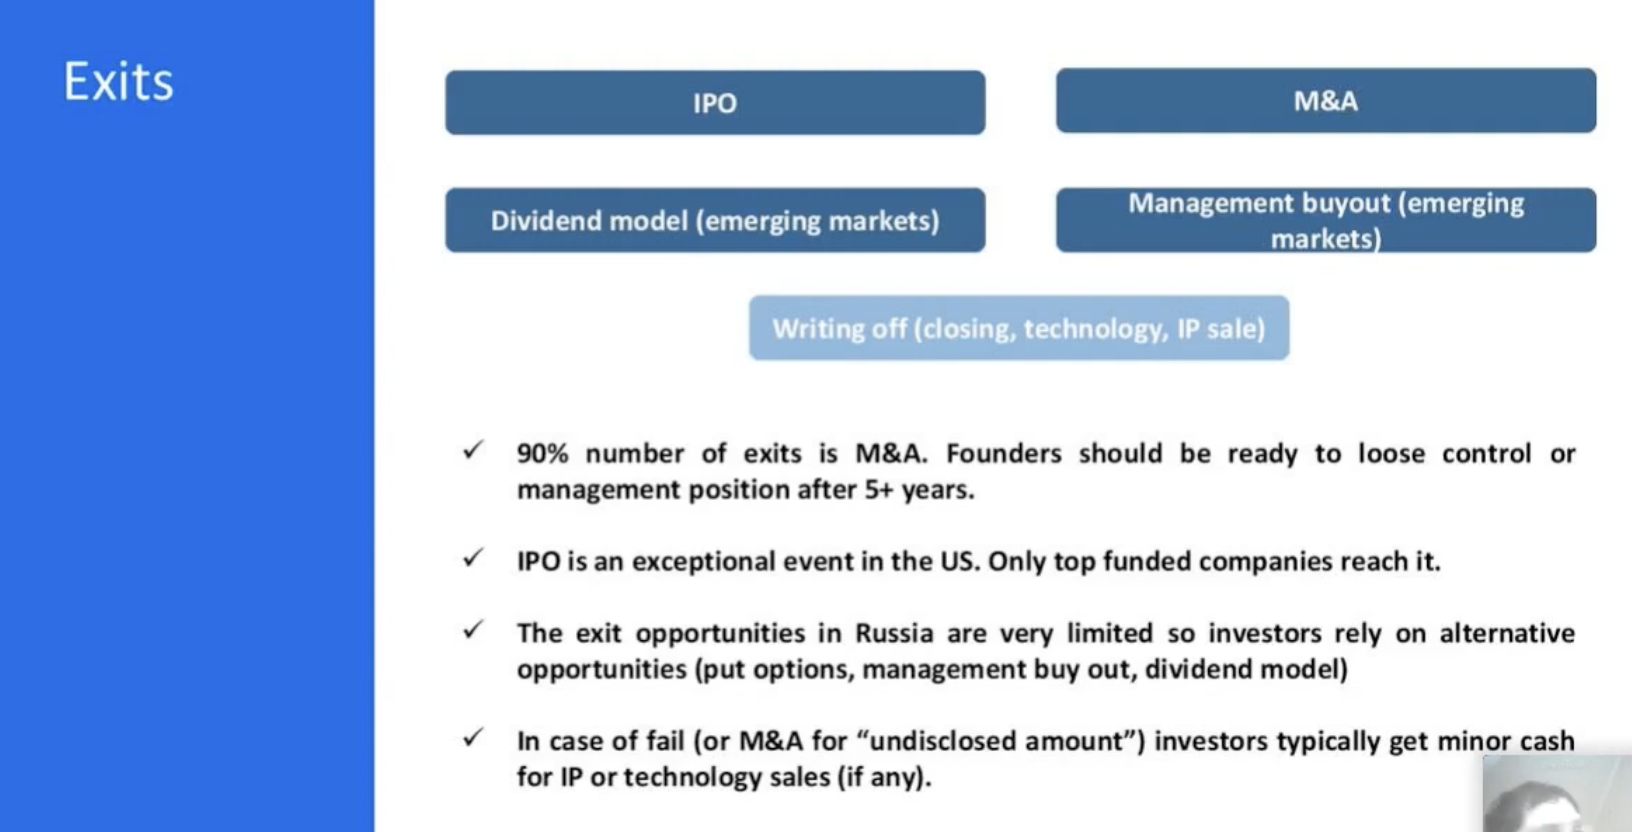 Exits
IPO
M&A
Dividend model (emerging markets)
Management buyout (emerging
markets)
Writing off (closing, technology, IP sale)
✓ 90% number of exits is M&A. Founders should be ready to loose control or
management position after 5+ years.
✓ IPO is an exceptional event in the US. Only top funded companies reach it.
✓ The exit opportunities in Russia are very limited so investors rely on alternative
opportunities (put options, management buy out, dividend model)
✓ In case of fail (or M&A for “undisclosed amount”) investors typically get minor cash
for IP or technology sales (if any).